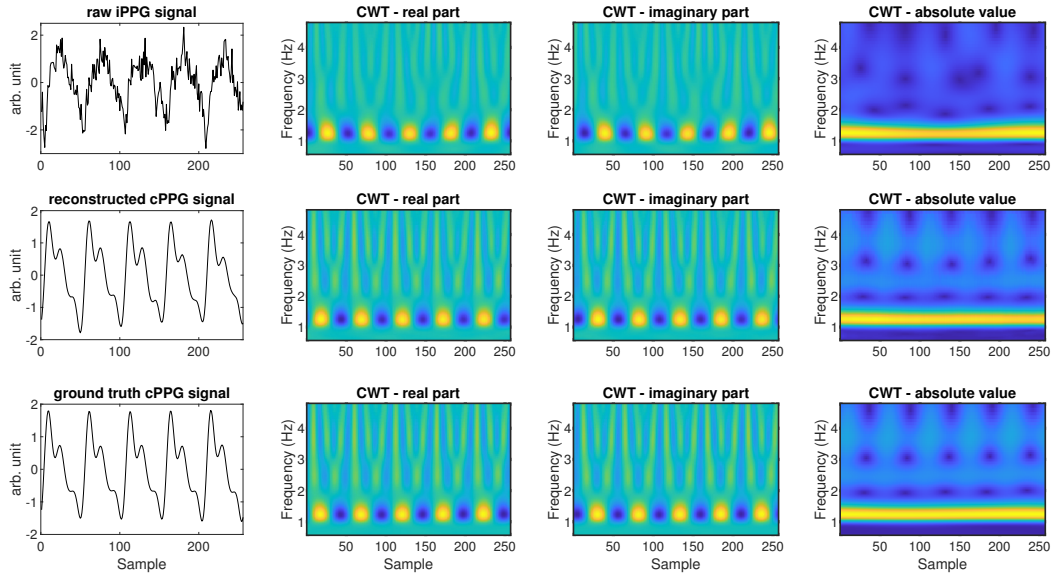 raw iPPG signal
CWT - real part
CWT - imaginary part
CWT - absolute value
arb. unit
2
0
-2
0 100 200
Frequency (Hz)
4
3
2
1
50 100 150 200 250
Frequency (Hz)
4
3
2
1
50 100 150 200 250
Frequency (Hz)
4
3
2
1
50 100 150 200 250
reconstructed cPPG signal
CWT - real part
CWT - imaginary part
CWT - absolute value
arb. unit
2
1
0
-1
-2
0 100 200
Frequency (Hz)
4
3
2
1
50 100 150 200 250
Frequency (Hz)
4
3
2
1
50 100 150 200 250
Frequency (Hz)
4
3
2
1
50 100 150 200 250
ground truth cPPG signal
CWT - real part
CWT - imaginary part
CWT - absolute value
arb. unit
2
1
0
-1
-2
0 100 200
Sample
Frequency (Hz)
4
3
2
1
50 100 150 200 250
Sample
Frequency (Hz)
4
3
2
1
50 100 150 200 250
Sample
Frequency (Hz)
4
3
2
1
50 100 150 200 250
Sample